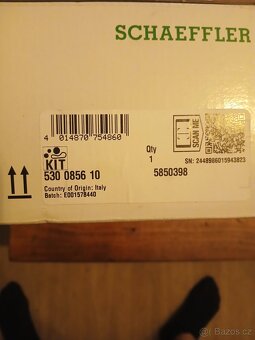 SCHAEFFLER
4 014870 754860
KIT
530 0856 10
Country of Origin: Italy
Batch: E001578440
Qty
1
SCAN ME
SN: 2448986015943823
5850398
bazos.cz